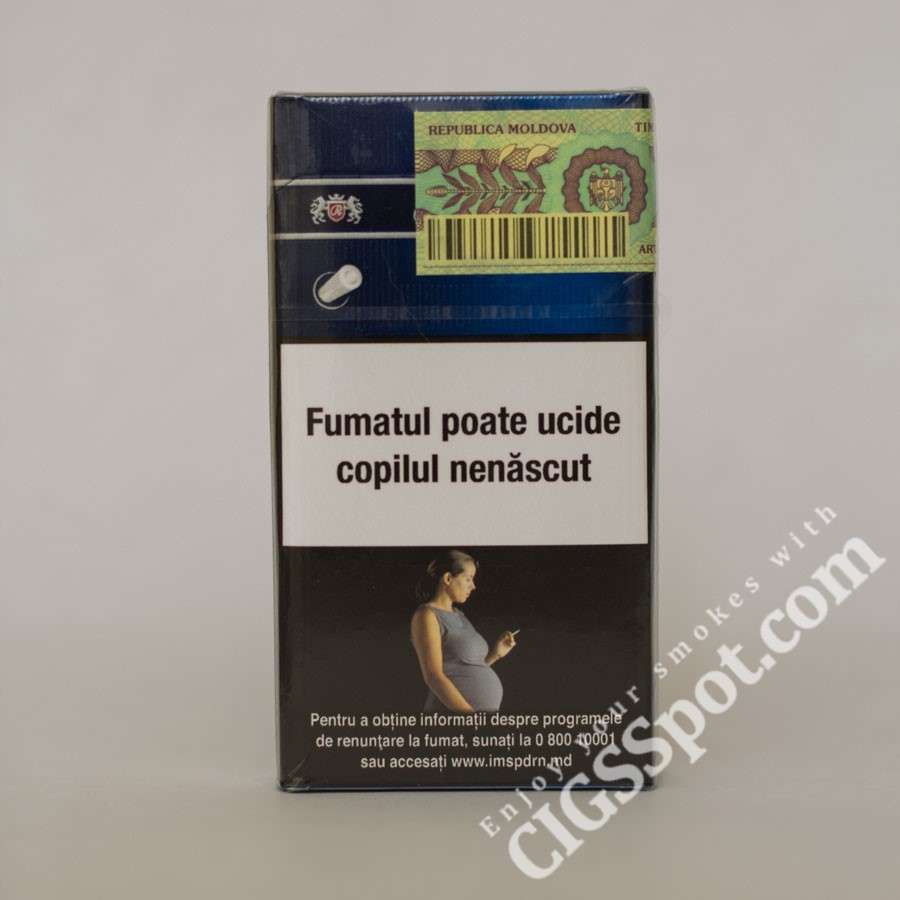 REPUBLICA MOLDOVA
R
Fumatul poate ucide
copilul nenăscut
Pentru a obține informații despre programele
de renunțare la fumat, sunați la 0 800 10001
sau accesați www.imspdrn.md
Enjoy your smokes with
CIGSSpot.com